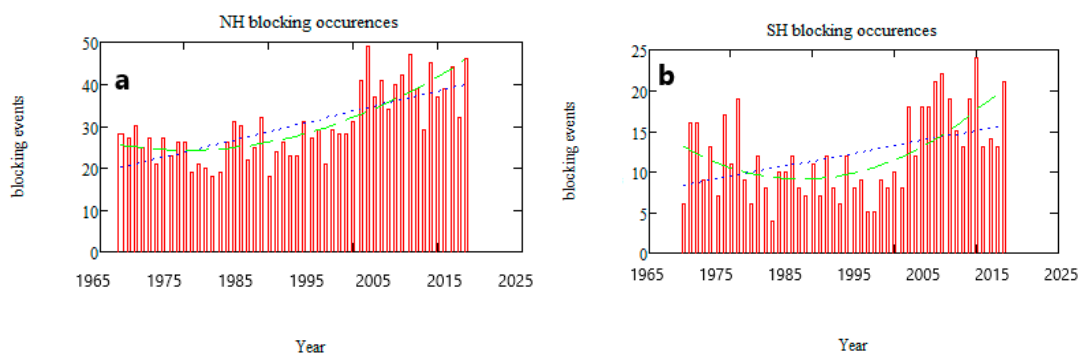 NH blocking occurences
a
blocking events
50
40
30
20
10
0
1965 1975 1985 1995 2005 2015 2025
Year
SH blocking occurences
b
blocking events
25
20
15
10
5
0
1965 1975 1985 1995 2005 2015 2025
Year